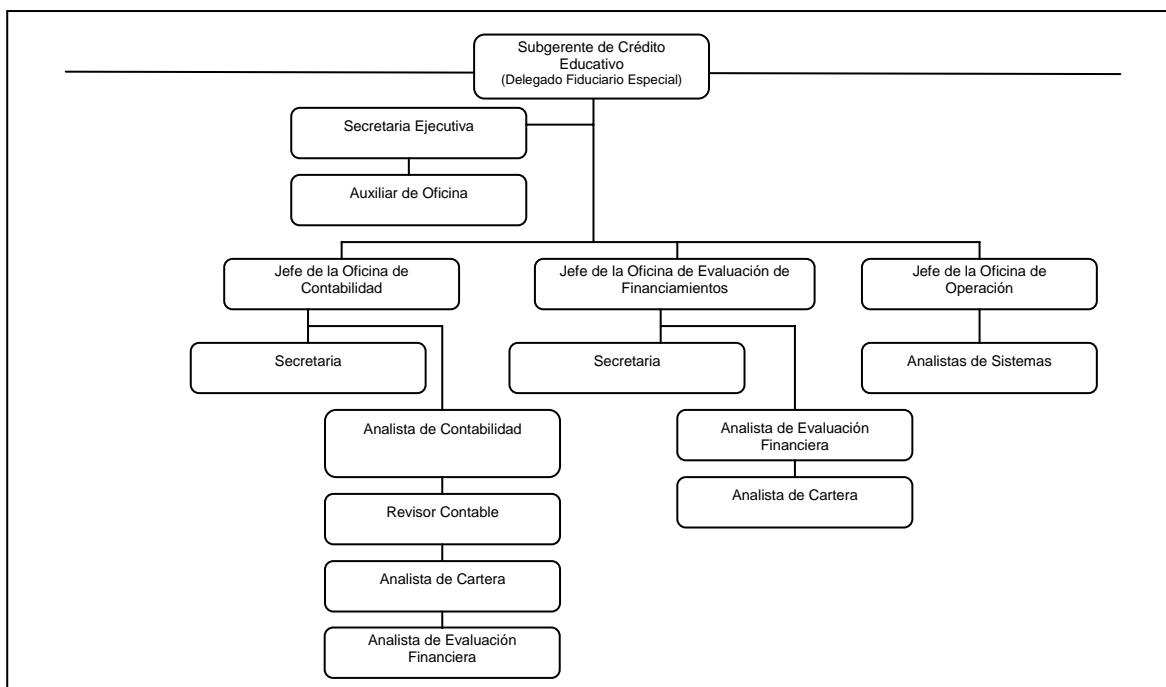 Subgerente de Crédito
Educativo
(Delegado Fiduciario Especial)
Secretaria Ejecutiva
Auxiliar de Oficina
Jefe de la Oficina de
Contabilidad
Jefe de la Oficina de Evaluación de
Financiamientos
Jefe de la Oficina de
Operación
Secretaria
Secretaria
Analistas de Sistemas
Analista de Contabilidad
Analista de Evaluación
Financiera
Analista de Cartera
Revisor Contable
Analista de Cartera
Analista de Evaluación
Financiera